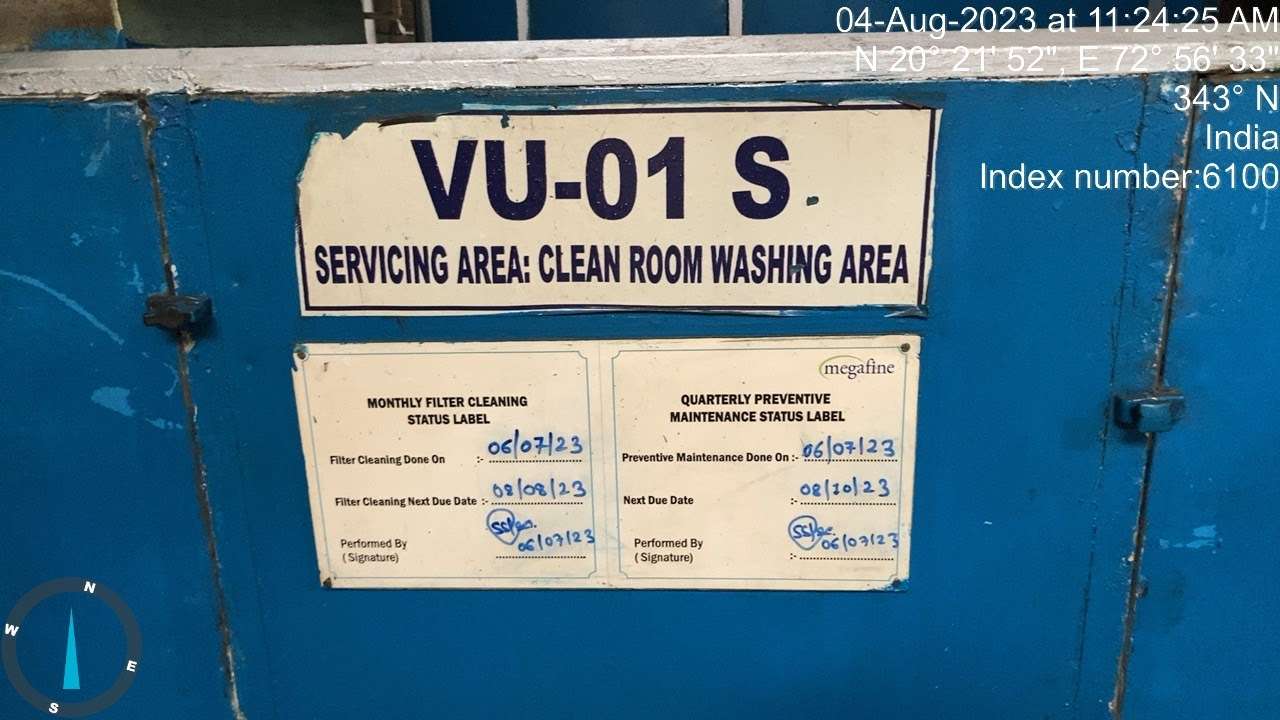 04-Aug-2023 at 11:24:25 AM
N 20° 21' 52", E 72° 56' 33"
343° N
India
Index number:6100
VU-01 S
SERVICING AREA: CLEAN ROOM WASHING AREA
MONTHLY FILTER CLEANING
STATUS LABEL
Filter Cleaning Done On :- 06/07/23
Filter Cleaning Next Due Date :- 08/08/23
Performed By
( Signature) 06/07/23
megafine
QUARTERLY PREVENTIVE
MAINTENANCE STATUS LABEL
Preventive Maintenance Done On :- 06/07/23
Next Due Date :- 08/10/23
Performed By
( Signature) :- 06/07/23
N
W
E
S